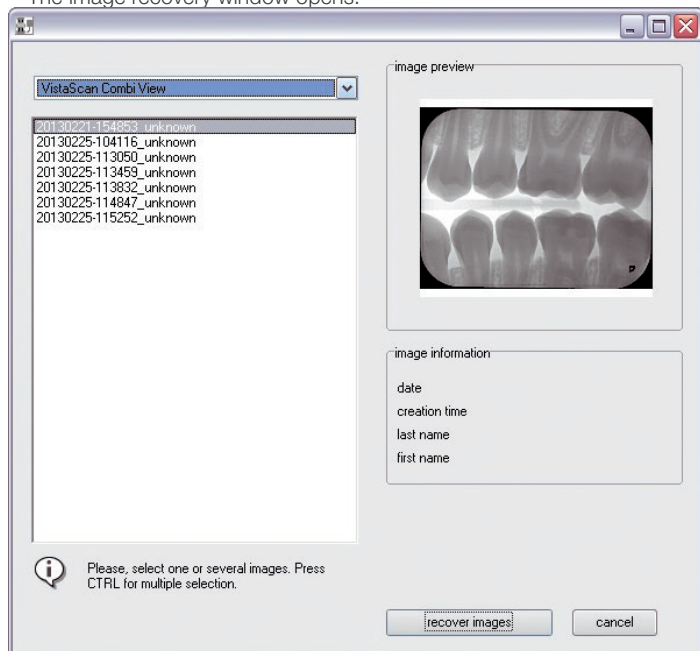 The image recovery window opens.
VistaScan Combi View
20130221-154853_unknown
20130225-104116_unknown
20130225-113050_unknown
20130225-113459_unknown
20130225-113832_unknown
20130225-114847_unknown
20130225-115252_unknown
Please, select one or several images. Press
CTRL for multiple selection.
image preview
image information
date
creation time
last name
first name
recover images
cancel